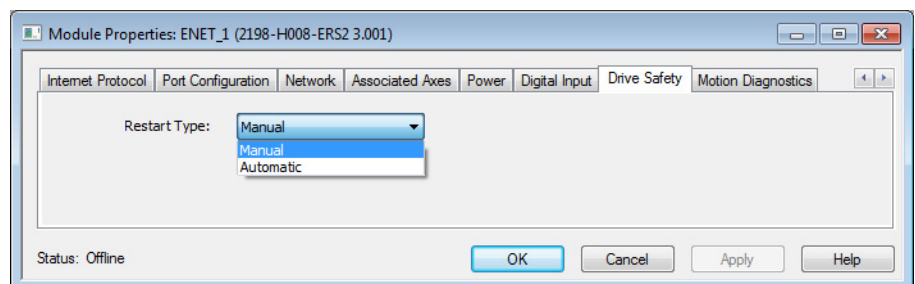 Module Properties: ENET_1 (2198-H008-ERS2 3.001)
Internet Protocol Port Configuration Network Associated Axes Power Digital Input Drive Safety Motion Diagnostics
Restart Type: Manual
Manual
Automatic
Status: Offline OK Cancel Apply Help